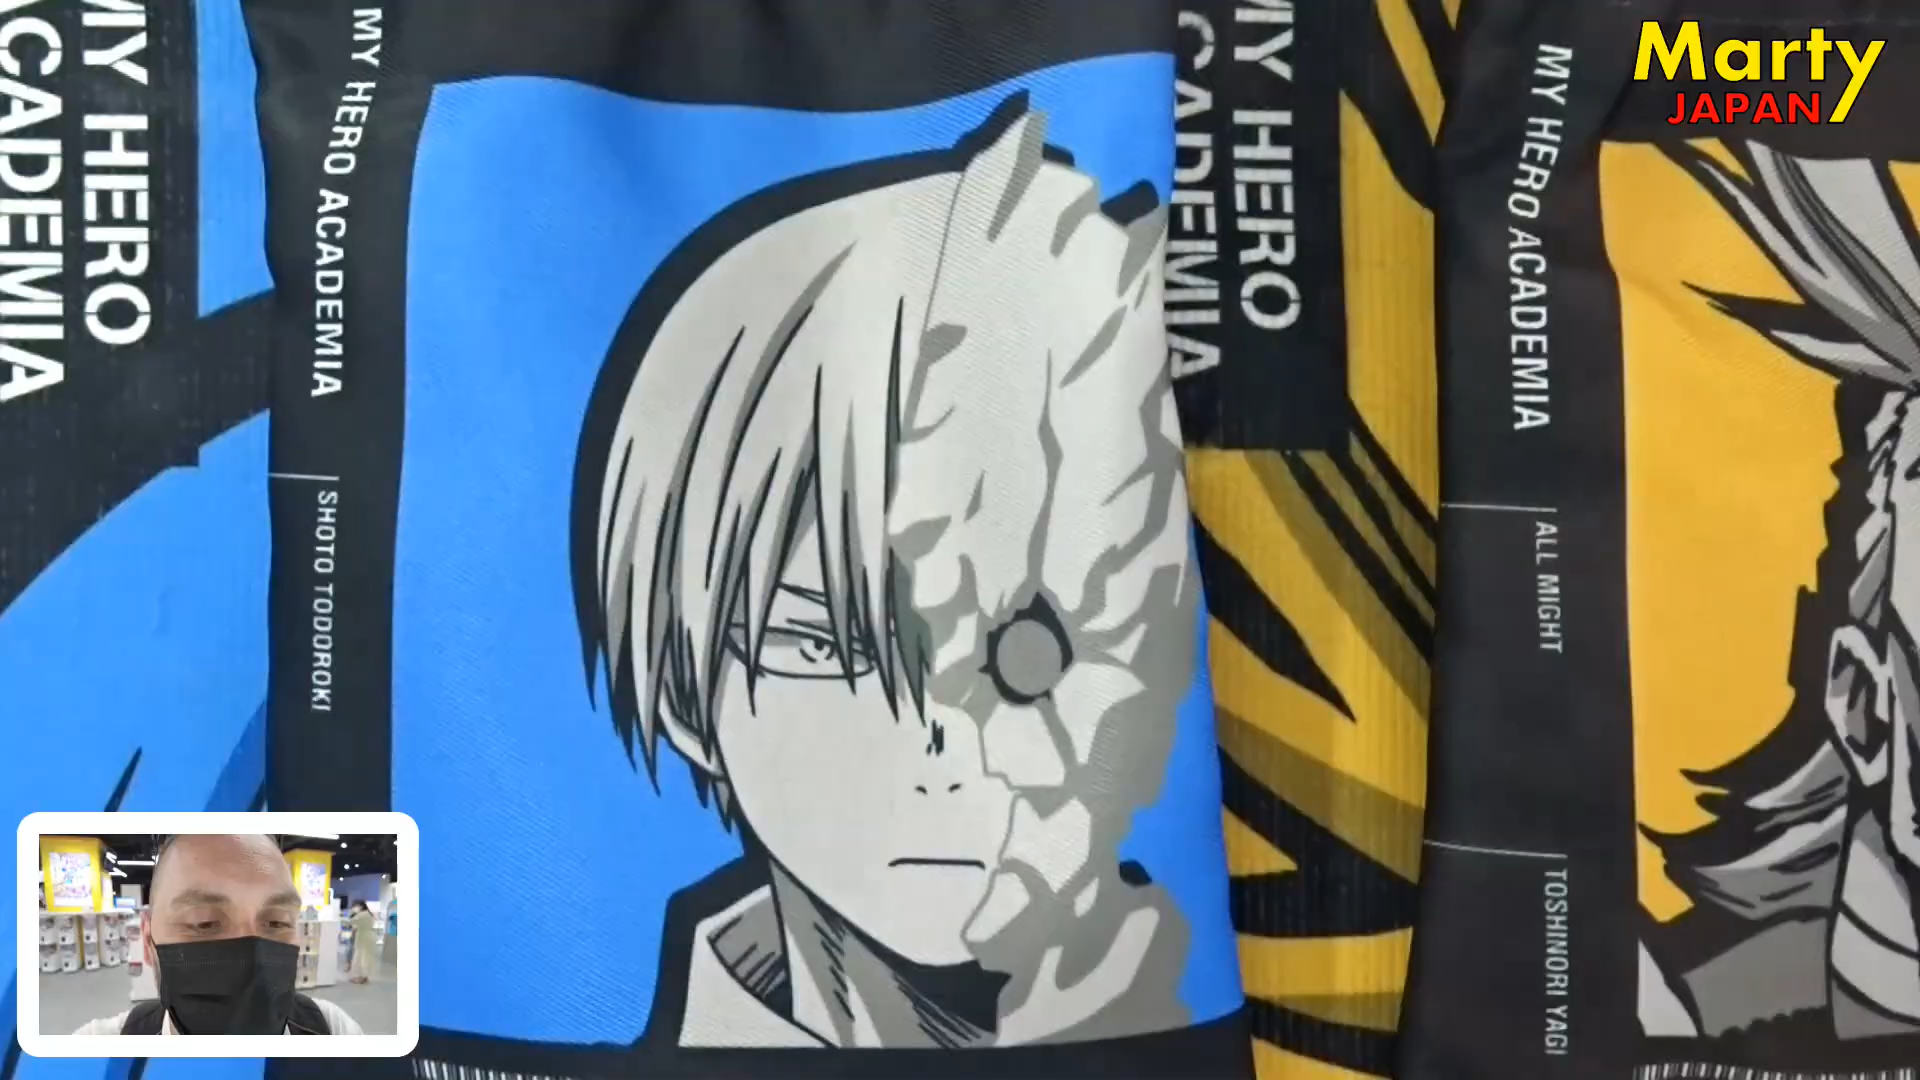 MY HERO
ACADEMIA
MY HERO ACADEMIA
SHOTO TODOROKI
MY HERO
ACADEMIA
MY HERO ACADEMIA
ALL MIGHT
TOSHINORI YAGI
Marty
JAPAN